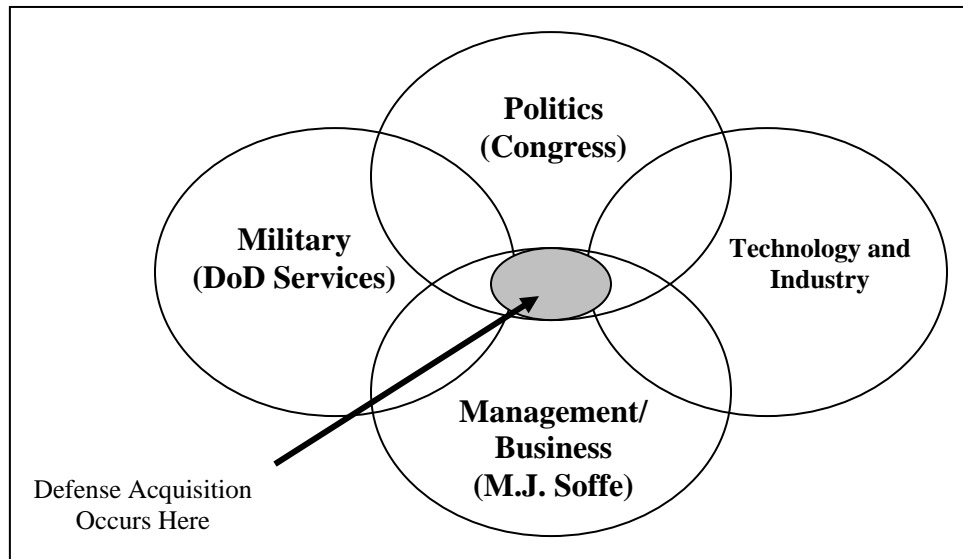 Politics
(Congress)
Military
(DoD Services)
Technology and
Industry
Management/
Business
(M.J. Soffe)
Defense Acquisition
Occurs Here